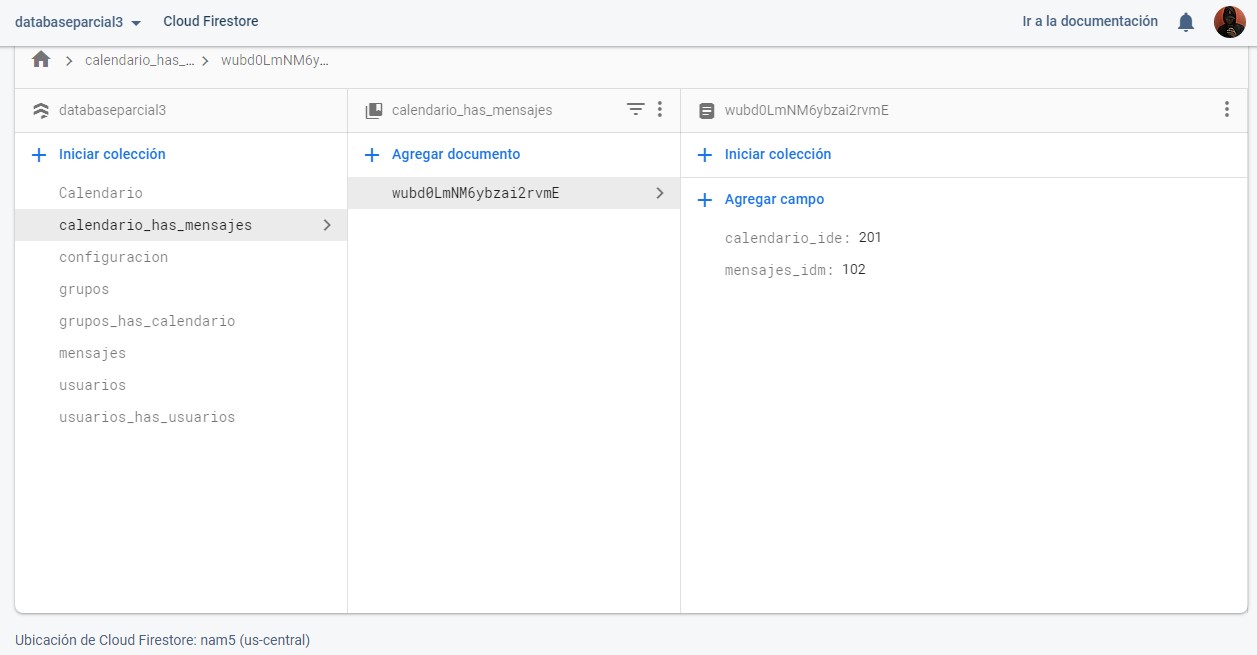 databaseparcial3 Cloud Firestore Ir a la documentación
calendario_has_... wubd0LmNM6y...
databaseparcial3 calendario_has_mensajes wubd0LmNM6ybzai2rvmE
Iniciar colección Agregar documento Iniciar colección
Calendario wubd0LmNM6ybzai2rvmE Agregar campo
calendario_has_mensajes calendario_ide: 201
configuracion mensajes_idm: 102
grupos
grupos_has_calendario
mensajes
usuarios
usuarios_has_usuarios
Ubicación de Cloud Firestore: nam5 (us-central)